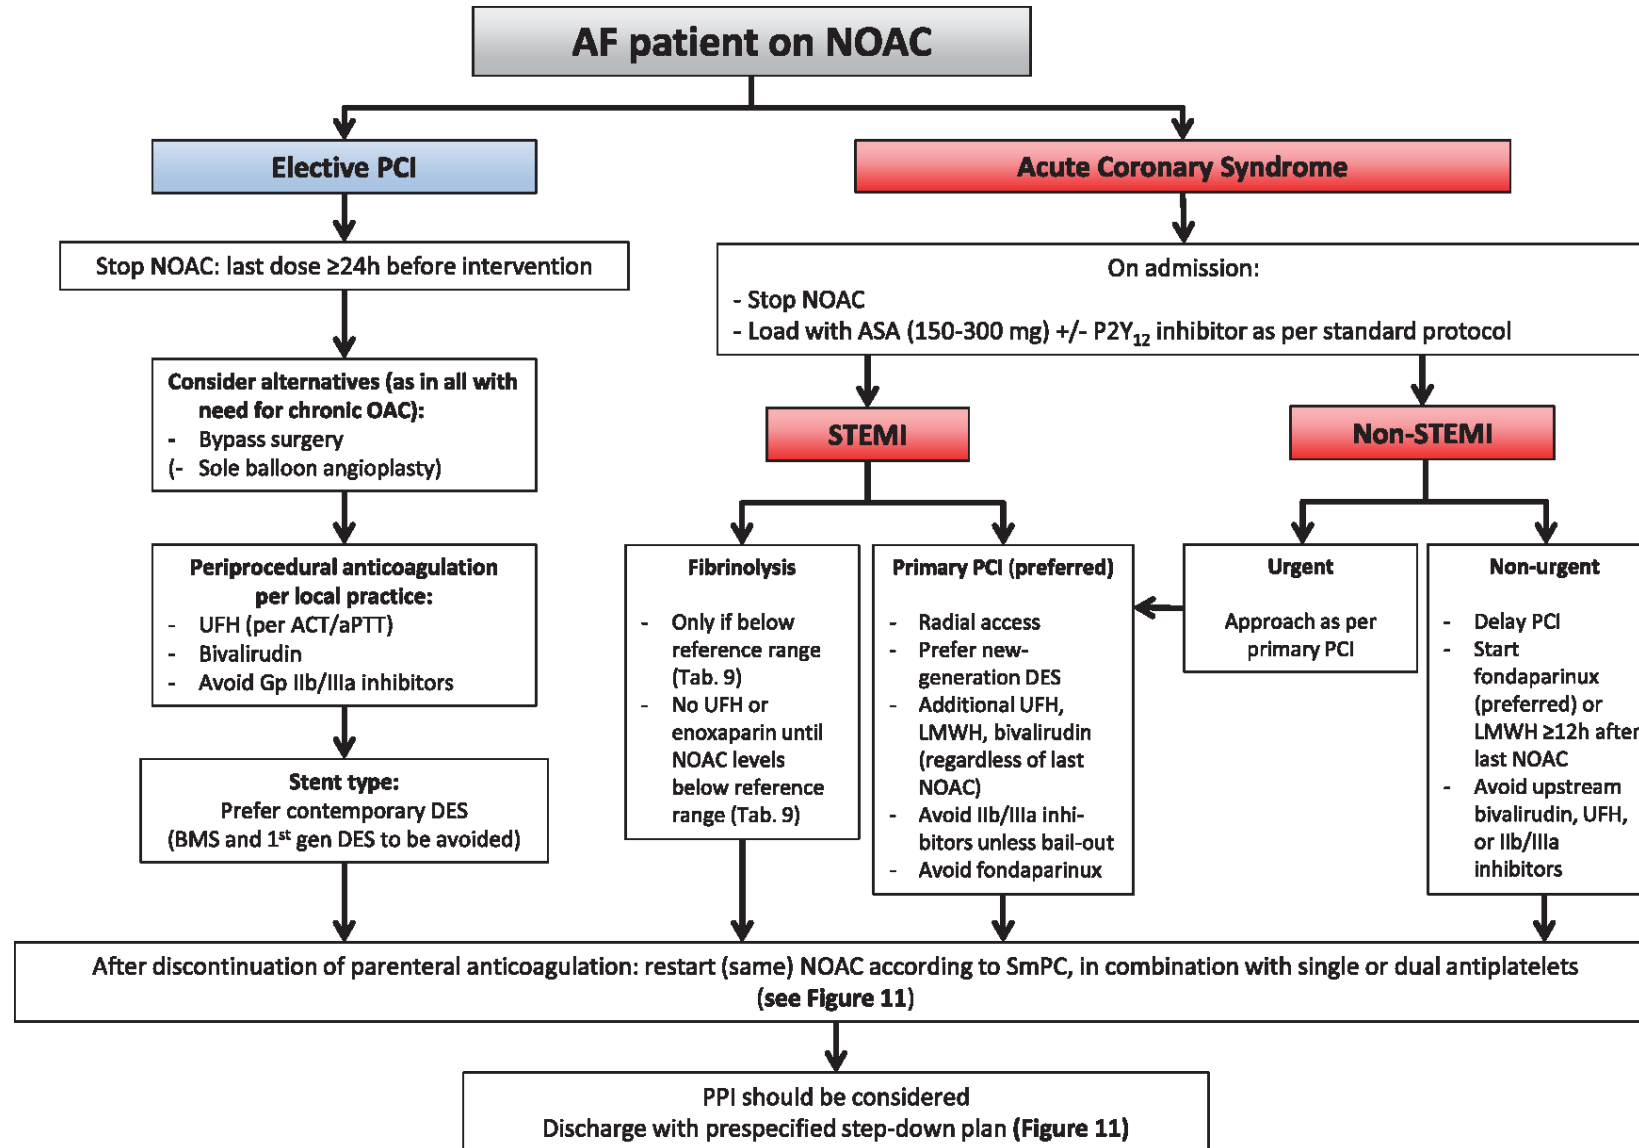 AF patient on NOAC
Elective PCI
Acute Coronary Syndrome
Stop NOAC: last dose ≥24h before intervention
On admission:
- Stop NOAC
- Load with ASA (150-300 mg) +/- P2Y₁₂ inhibitor as per standard protocol
Consider alternatives (as in all with
need for chronic OAC):
- Bypass surgery
(- Sole balloon angioplasty)
STEMI
Non-STEMI
Periprocedural anticoagulation
per local practice:
- UFH (per ACT/aPTT)
- Bivalirudin
- Avoid Gp IIb/IIIa inhibitors
Fibrinolysis
- Only if below
reference range
(Tab. 9)
- No UFH or
enoxaparin until
NOAC levels
below reference
range (Tab. 9)
Primary PCI (preferred)
- Radial access
- Prefer new-
generation DES
- Additional UFH,
LMWH, bivalirudin
(regardless of last
NOAC)
- Avoid IIb/IIIa inhi-
bitors unless bail-out
- Avoid fondaparinux
Urgent
Approach as per
primary PCI
Non-urgent
- Delay PCI
- Start
fondaparinux
(preferred) or
LMWH ≥12h after
last NOAC
- Avoid upstream
bivalirudin, UFH,
or IIb/IIIa
inhibitors
Stent type:
Prefer contemporary DES
(BMS and 1st gen DES to be avoided)
After discontinuation of parenteral anticoagulation: restart (same) NOAC according to SmPC, in combination with single or dual antiplatelets
(see Figure 11)
PPI should be considered
Discharge with prespecified step-down plan (Figure 11)